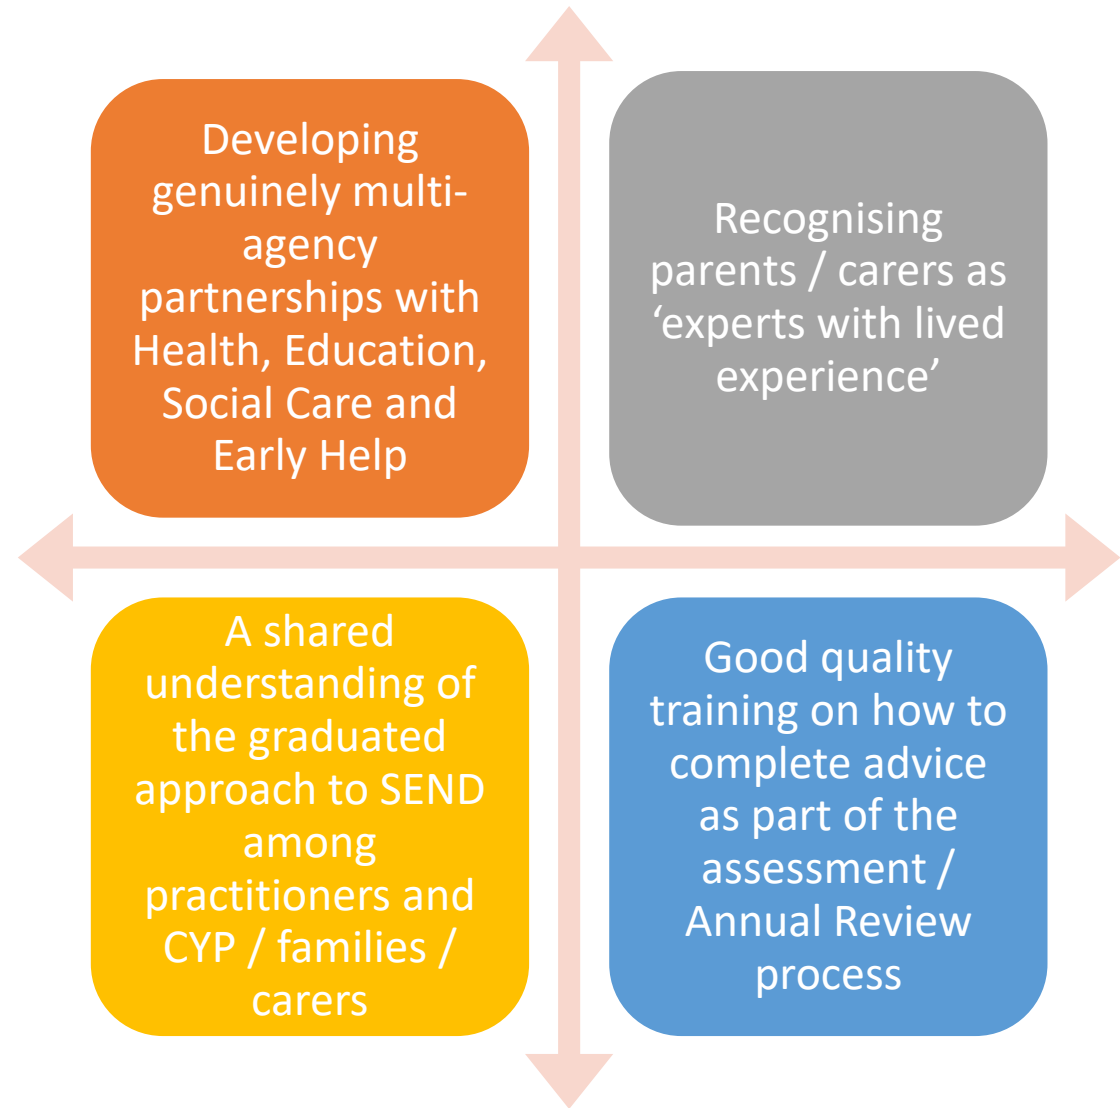 Developing
genuinely multi-
agency
partnerships with
Health, Education,
Social Care and
Early Help
Recognising
parents / carers as
‘experts with lived
experience’
A shared
understanding of
the graduated
approach to SEND
among
practitioners and
CYP / families /
carers
Good quality
training on how to
complete advice
as part of the
assessment /
Annual Review
process